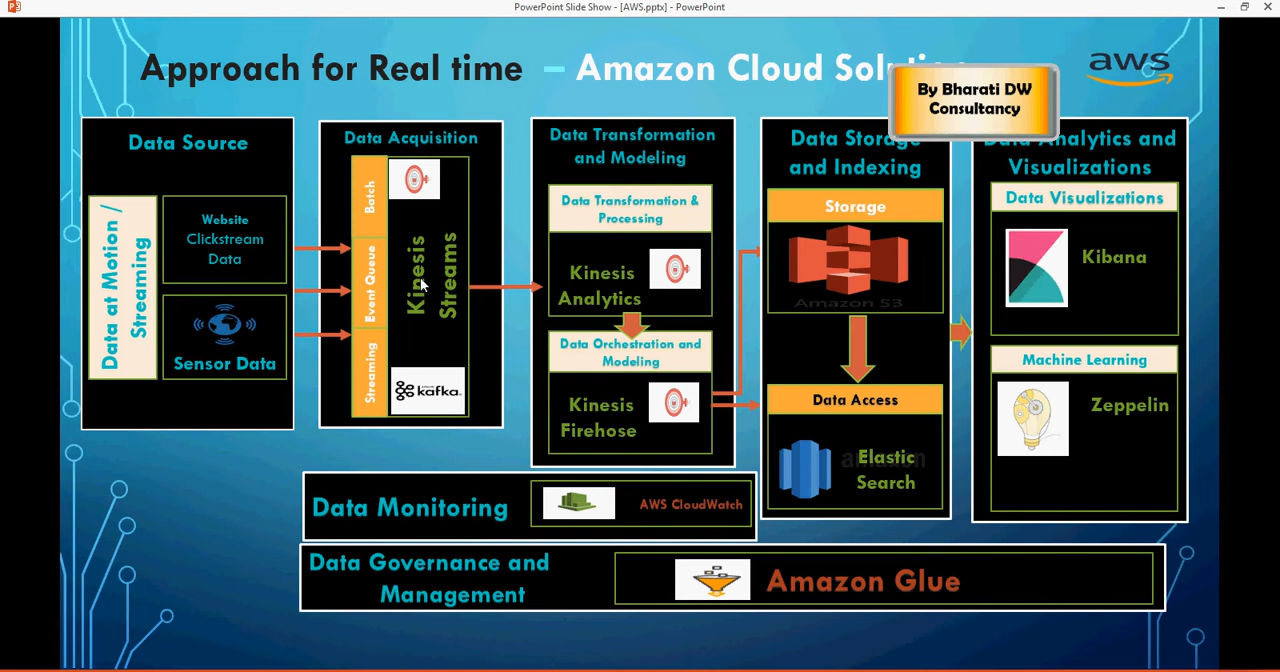 PowerPoint Slide Show - [AWS.pptx] - PowerPoint
Approach for Real time – Amazon Cloud
aws
By Bharati DW
Consultancy
Data Source
Data at Motion /
Streaming
Website
Clickstream
Data
Sensor Data
Data Acquisition
Batch
Event Queue
Streaming
Kinesis
Streams
kafka
Data Transformation
and Modeling
Data Transformation &
Processing
Kinesis
Analytics
Data Orchestration and
Modeling
Kinesis
Firehose
Data Storage
and Indexing
Storage
Amazon S3
Data Access
amazon
Elastic
Search
Data Analytics and
Visualizations
Data Visualizations
Kibana
Machine Learning
Zeppelin
Data Monitoring
AWS CloudWatch
Data Governance and
Management
Amazon Glue